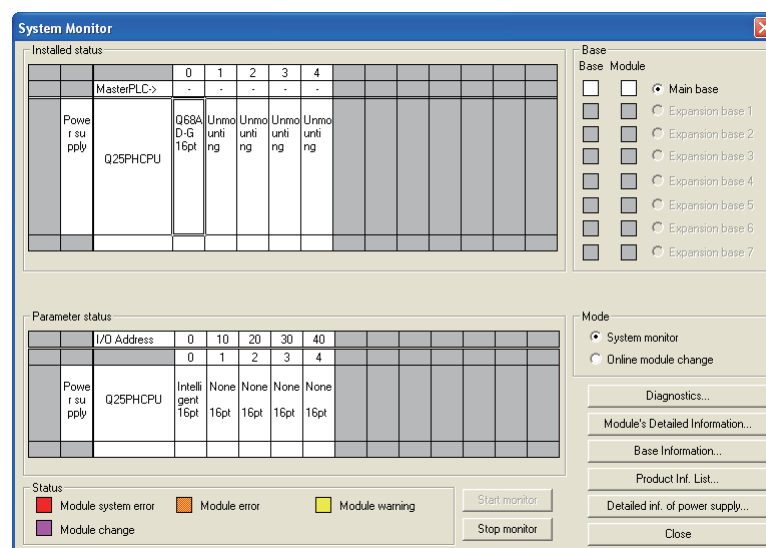 System Monitor
Installed status
0 1 2 3 4
MasterPLC-> - - - - -
Powe
r su
pply
Q25PHCPU
Q68A
D-G
16pt
Unmo
unti
ng
Unmo
unti
ng
Unmo
unti
ng
Unmo
unti
ng
Base
Base Module
Main base
Expansion base 1
Expansion base 2
Expansion base 3
Expansion base 4
Expansion base 5
Expansion base 6
Expansion base 7
Parameter status
I/O Address 0 10 20 30 40
0 1 2 3 4
Powe
r su
pply
Q25PHCPU
Intelli
gent
16pt
None
16pt
None
16pt
None
16pt
None
16pt
Mode
System monitor
Online module change
Diagnostics...
Module's Detailed Information...
Base Information...
Product Inf. List...
Detailed inf. of power supply...
Close
Status
Module system error Module error Module warning
Module change
Start monitor
Stop monitor